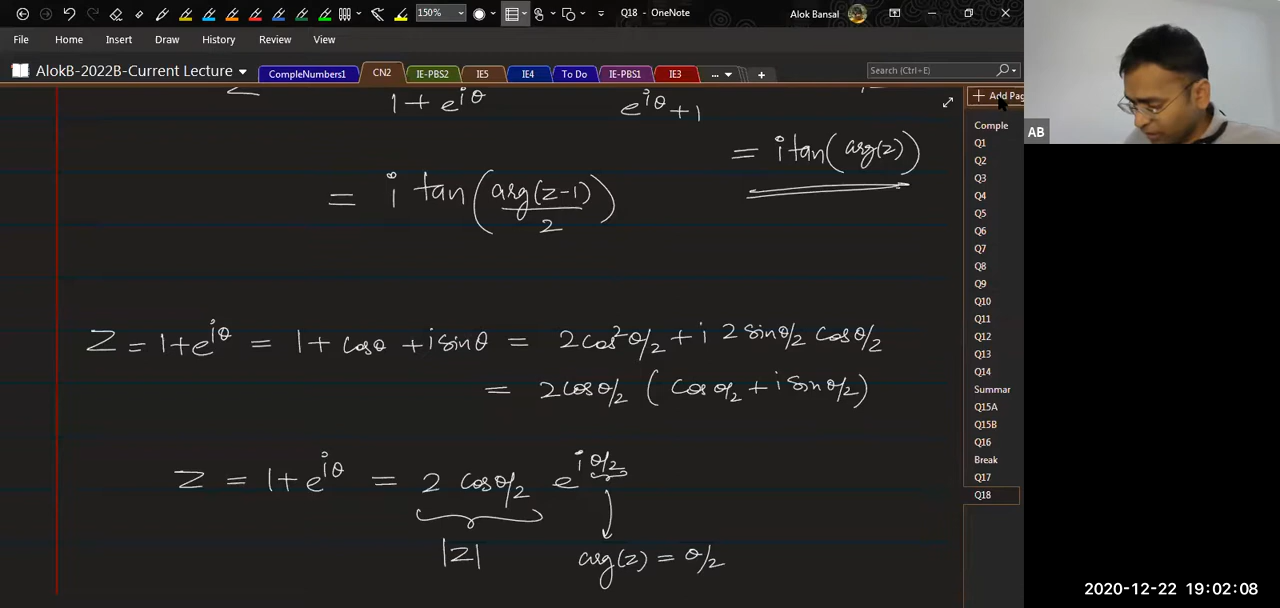 150% Q18 - OneNote Alok Bansal
File Home Insert Draw History Review View
AlokB-2022B-Current Lecture CompleNumbers1 CN2 IE-PBS2 IE5 IE4 To Do IE-PBS1 IE3 ... + Search (Ctrl+E)
+ Add Pag
1 + e^{iθ} e^{iθ} + 1
= i tan(arg(z))
= i tan(arg(z-1)/2)
z = 1+e^{iθ} = 1 + cosθ + i sinθ = 2cos²θ/2 + i 2 sinθ/2 cosθ/2
= 2cosθ/2 (cosθ/2 + i sinθ/2)
z = 1+e^{iθ} = 2 cosθ/2 e^{iθ/2}
|z| arg(z) = θ/2
Comple
Q1
Q2
Q3
Q4
Q5
Q6
Q7
Q8
Q9
Q10
Q11
Q12
Q13
Q14
Summar
Q15A
Q15B
Q16
Break
Q17
Q18
AB
2020-12-22 19:02:08